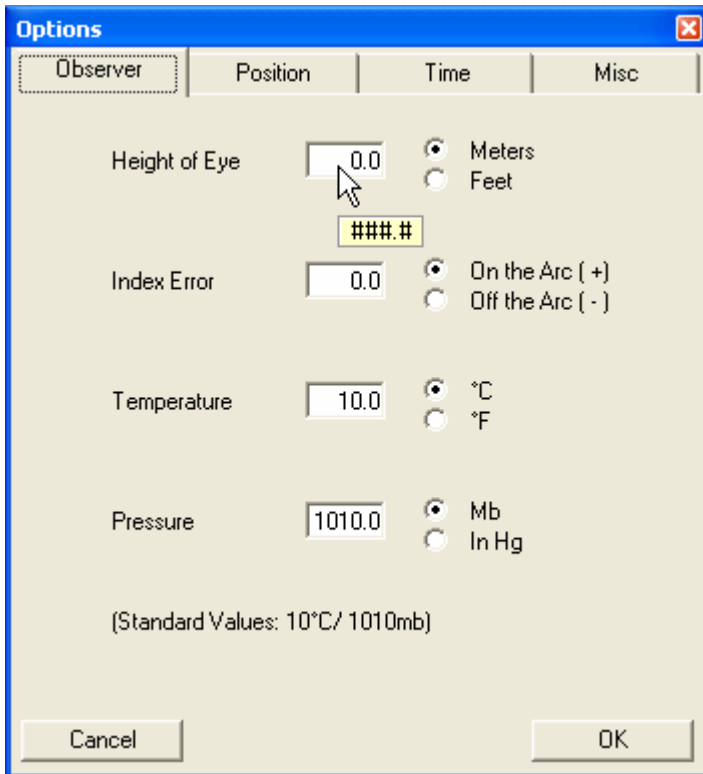 Options
Observer Position Time Misc
Height of Eye 0.0 Meters
Feet
###.#
Index Error 0.0 On the Arc ( +)
Off the Arc ( - )
Temperature 10.0 °C
°F
Pressure 1010.0 Mb
In Hg
(Standard Values: 10°C/ 1010mb)
Cancel OK